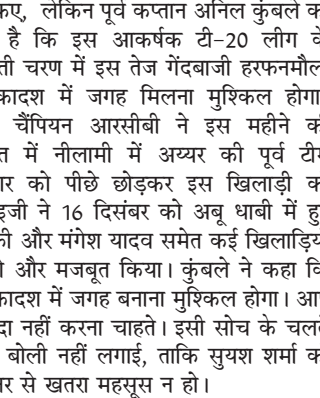 कए, लेकिन पूर्व कप्तान अनिल कुंबले क
है कि इस आकर्षक टी-20 लीग के
ती चरण में इस तेज गेंदबाजी हरफनमौल
कादश में जगह मिलना मुश्किल होगा
चैंपियन आरसीबी ने इस महीने क
त में नीलामी में अय्यर की पूर्व टीम
ार को पीछे छोड़कर इस खिलाड़ी क
इजी ने 16 दिसंबर को अबू धाबी में हु
की और मंगेश यादव समेत कई खिलाड़िय
और मजबूत किया। कुंबले ने कहा वि
कादश में जगह बनाना मुश्किल होगा। आ
दा नहीं करना चाहते। इसी सोच के चलत
बोली नहीं लगाई, ताकि सुयश शर्मा क
नर से खतरा महसूस न हो।